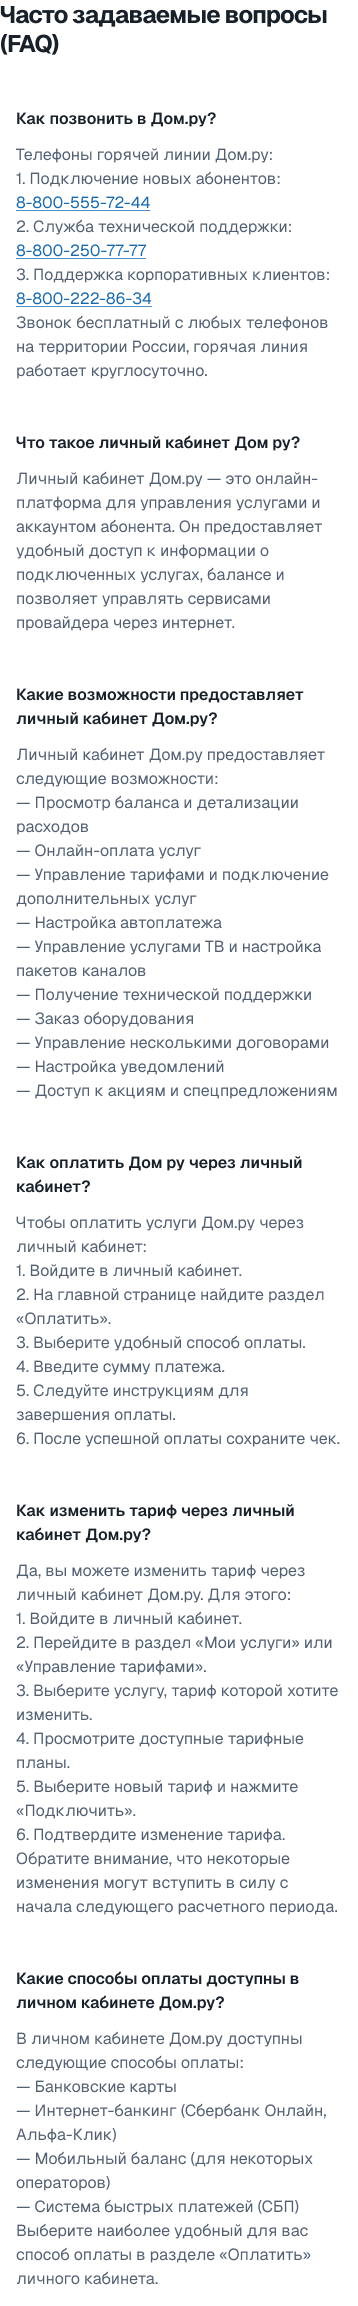 Часто задаваемые вопросы
(FAQ)
Как позвонить в Дом.ру?
Телефоны горячей линии Дом.ру:
1. Подключение новых абонентов:
8-800-555-72-44
2. Служба технической поддержки:
8-800-250-77-77
3. Поддержка корпоративных клиентов:
8-800-222-86-34
Звонок бесплатный с любых телефонов
на территории России, горячая линия
работает круглосуточно.
Что такое личный кабинет Дом ру?
Личный кабинет Дом.ру — это онлайн-
платформа для управления услугами и
аккаунтом абонента. Он предоставляет
удобный доступ к информации о
подключенных услугах, балансе и
позволяет управлять сервисами
провайдера через интернет.
Какие возможности предоставляет
личный кабинет Дом.ру?
Личный кабинет Дом.ру предоставляет
следующие возможности:
— Просмотр баланса и детализации
расходов
— Онлайн-оплата услуг
— Управление тарифами и подключение
дополнительных услуг
— Настройка автоплатежа
— Управление услугами ТВ и настройка
пакетов каналов
— Получение технической поддержки
— Заказ оборудования
— Управление несколькими договорами
— Настройка уведомлений
— Доступ к акциям и спецпредложениям
Как оплатить Дом ру через личный
кабинет?
Чтобы оплатить услуги Дом.ру через
личный кабинет:
1. Войдите в личный кабинет.
2. На главной странице найдите раздел
«Оплатить».
3. Выберите удобный способ оплаты.
4. Введите сумму платежа.
5. Следуйте инструкциям для
завершения оплаты.
6. После успешной оплаты сохраните чек.
Как изменить тариф через личный
кабинет Дом.ру?
Да, вы можете изменить тариф через
личный кабинет Дом.ру. Для этого:
1. Войдите в личный кабинет.
2. Перейдите в раздел «Мои услуги» или
«Управление тарифами».
3. Выберите услугу, тариф которой хотите
изменить.
4. Просмотрите доступные тарифные
планы.
5. Выберите новый тариф и нажмите
«Подключить».
6. Подтвердите изменение тарифа.
Обратите внимание, что некоторые
изменения могут вступить в силу с
начала следующего расчетного периода.
Какие способы оплаты доступны в
личном кабинете Дом.ру?
В личном кабинете Дом.ру доступны
следующие способы оплаты:
— Банковские карты
— Интернет-банкинг (Сбербанк Онлайн,
Альфа-Клик)
— Мобильный баланс (для некоторых
операторов)
— Система быстрых платежей (СБП)
Выберите наиболее удобный для вас
способ оплаты в разделе «Оплатить»
личного кабинета.